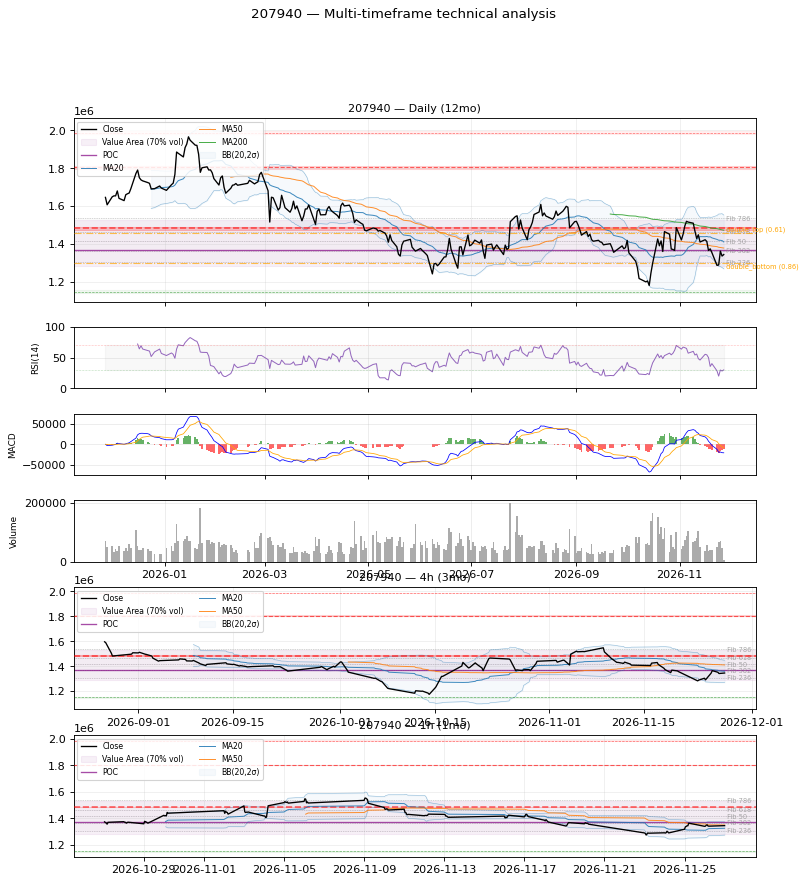 207940 — Multi-timeframe technical analysis
207940 — Daily (12mo)
1e6
Close
Value Area (70% vol)
POC
MA20
MA50
MA200
BB(20,2σ)
2.0
1.8
1.6
1.4
1.2
Fib 786
(0.61)
Fib 50
Fib 236
double_bottom (0.86)
RSI(14)
100
50
0
MACD
50000
0
−50000
Volume
200000
0
2026-01
2026-03
2026-05
2026-07
2026-09
2026-11
207940 — 4h (3mo)
1e6
Close
Value Area (70% vol)
POC
MA20
MA50
BB(20,2σ)
2.0
1.8
1.6
1.4
1.2
Fib 786
Fib 50
Fib 236
2026-09-01
2026-09-15
2026-10-01
2026-10-15
2026-11-01
2026-11-15
2026-12-01
207940 — 1h (1mo)
1e6
Close
Value Area (70% vol)
POC
MA20
MA50
BB(20,2σ)
2.0
1.8
1.6
1.4
1.2
Fib 786
Fib 618
Fib 50
Fib 236
2026-10-29
2026-11-01
2026-11-05
2026-11-09
2026-11-13
2026-11-17
2026-11-21
2026-11-25